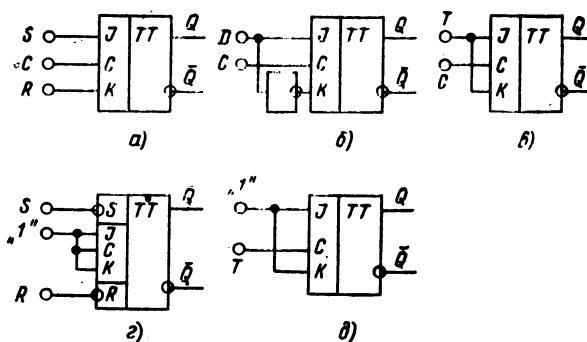 S J TT Q
C C
R K Q̄
а)
D J TT Q
C C
K Q̄
б)
T J TT Q
C C
K Q̄
в)
S S TT Q
„1" J
C
K
R R Q̄
г)
„1" J TT Q
T C
K Q̄
д)